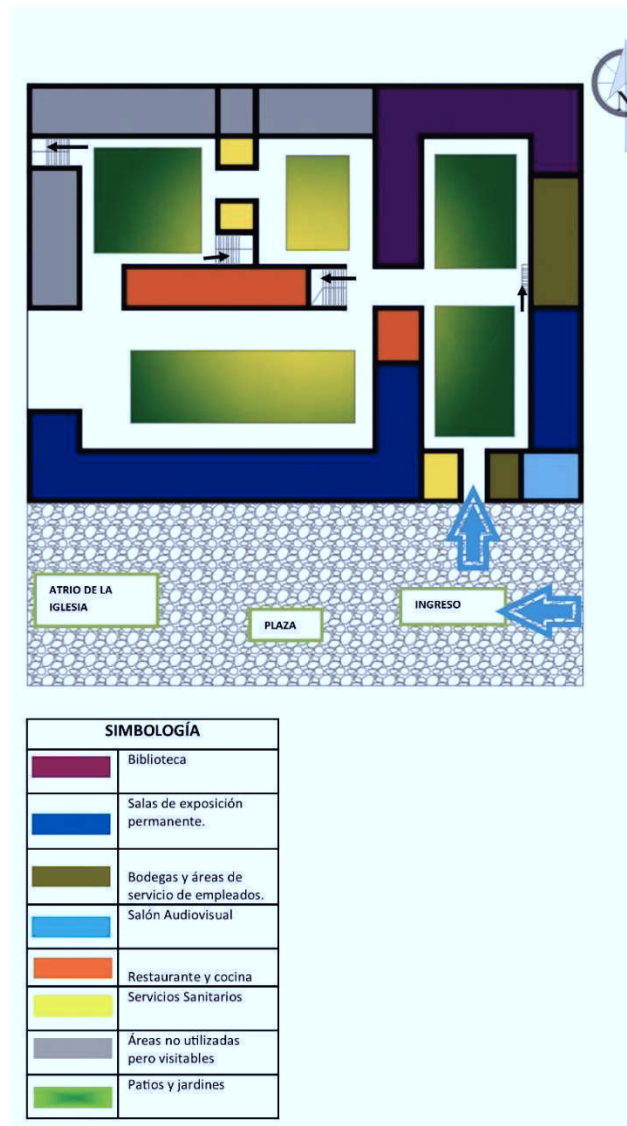 N
ATRIO DE LA
IGLESIA
PLAZA
INGRESO
SIMBOLOGÍA
Biblioteca
Salas de exposición
permanente.
Bodegas y áreas de
servicio de empleados.
Salón Audiovisual
Restaurante y cocina
Servicios Sanitarios
Áreas no utilizadas
pero visitables
Patios y jardines